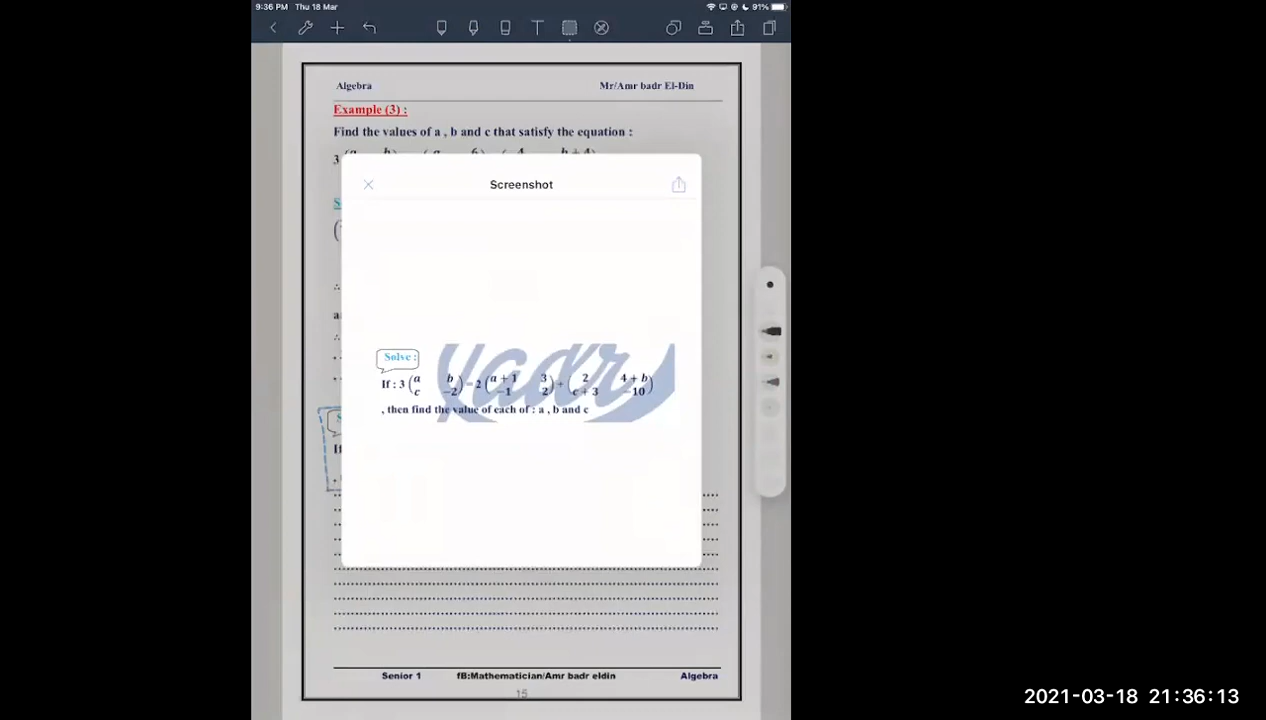 9:36 PM Thu 18 Mar
91%
Algebra Mr/Amr badr El-Din
Example (3) :
Find the values of a , b and c that satisfy the equation :
3
Screenshot
Solve :
If : 3 (a b) = 2 (a + 1 3) + (2 4 + b)
(c −2) (−1 2) (c + 3 −10)
, then find the value of each of : a , b and c
If
Senior 1 fB:Mathematician/Amr badr eldin Algebra
15
2021-03-18 21:36:13